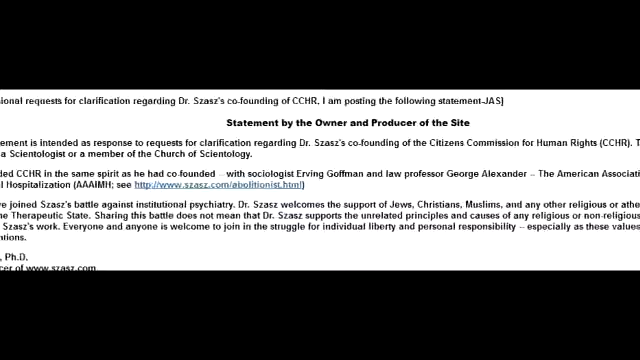 ional requests for clarification regarding Dr. Szasz's co-founding of CCHR, I am posting the following statement-JAS]
Statement by the Owner and Producer of the Site
ement is intended as response to requests for clarification regarding Dr. Szasz's co-founding of the Citizens Commission for Human Rights (CCHR). T
a Scientologist or a member of the Church of Scientology.
ded CCHR in the same spirit as he had co-founded -- with sociologist Erving Goffman and law professor George Alexander -- The American Associati
l Hospitalization (AAAIMH; see http://www.szasz.com/abolitionist.html)
ve joined Szasz's battle against institutional psychiatry. Dr. Szasz welcomes the support of Jews, Christians, Muslims, and any other religious or athe
he Therapeutic State. Sharing this battle does not mean that Dr. Szasz supports the unrelated principles and causes of any religious or non-religious
Szasz's work. Everyone and anyone is welcome to join in the struggle for individual liberty and personal responsibility -- especially as these values
ntions.
, Ph.D.
cer of www.szasz.com